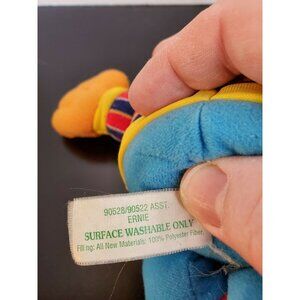 90528/90522 ASST.
ERNIE
SURFACE WASHABLE ONLY
Filling: All New Materials: 100% Polyester Fiber,